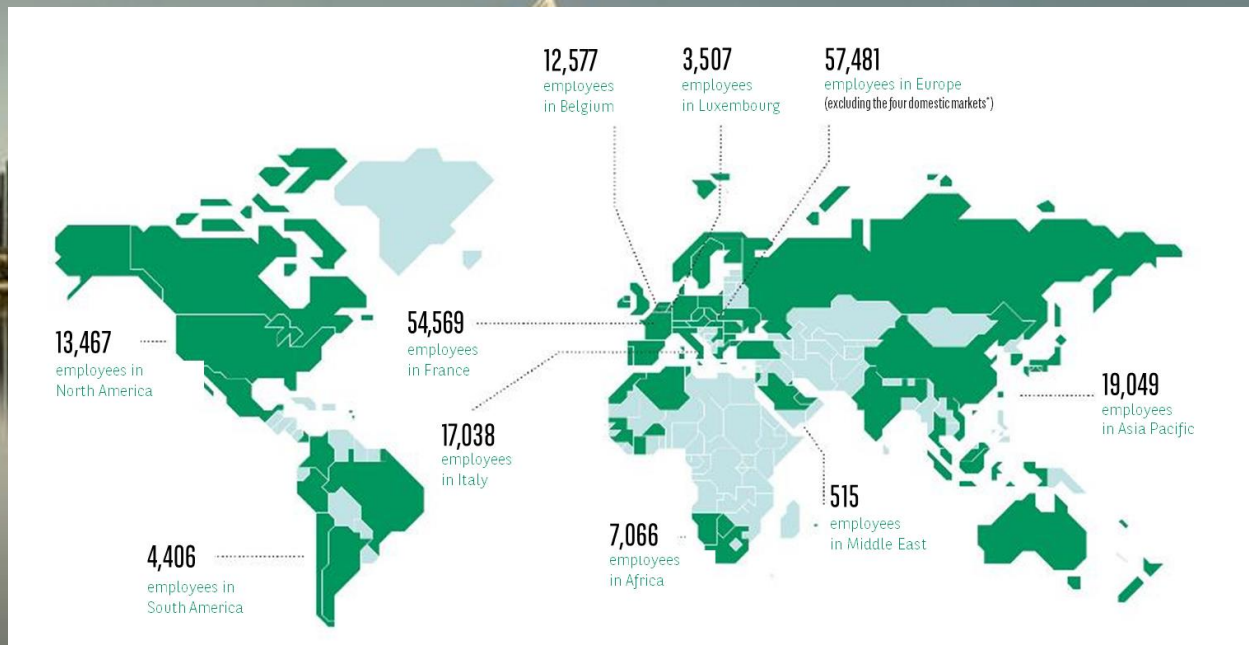 12,577
employees
in Belgium
3,507
employees
in Luxembourg
57,481
employees in Europe
(excluding the four domestic markets*)
13,467
employees in
North America
54,569
employees
in France
17,038
employees
in Italy
19,049
employees
in Asia Pacific
515
employees
in Middle East
7,066
employees
in Africa
4,406
employees in
South America